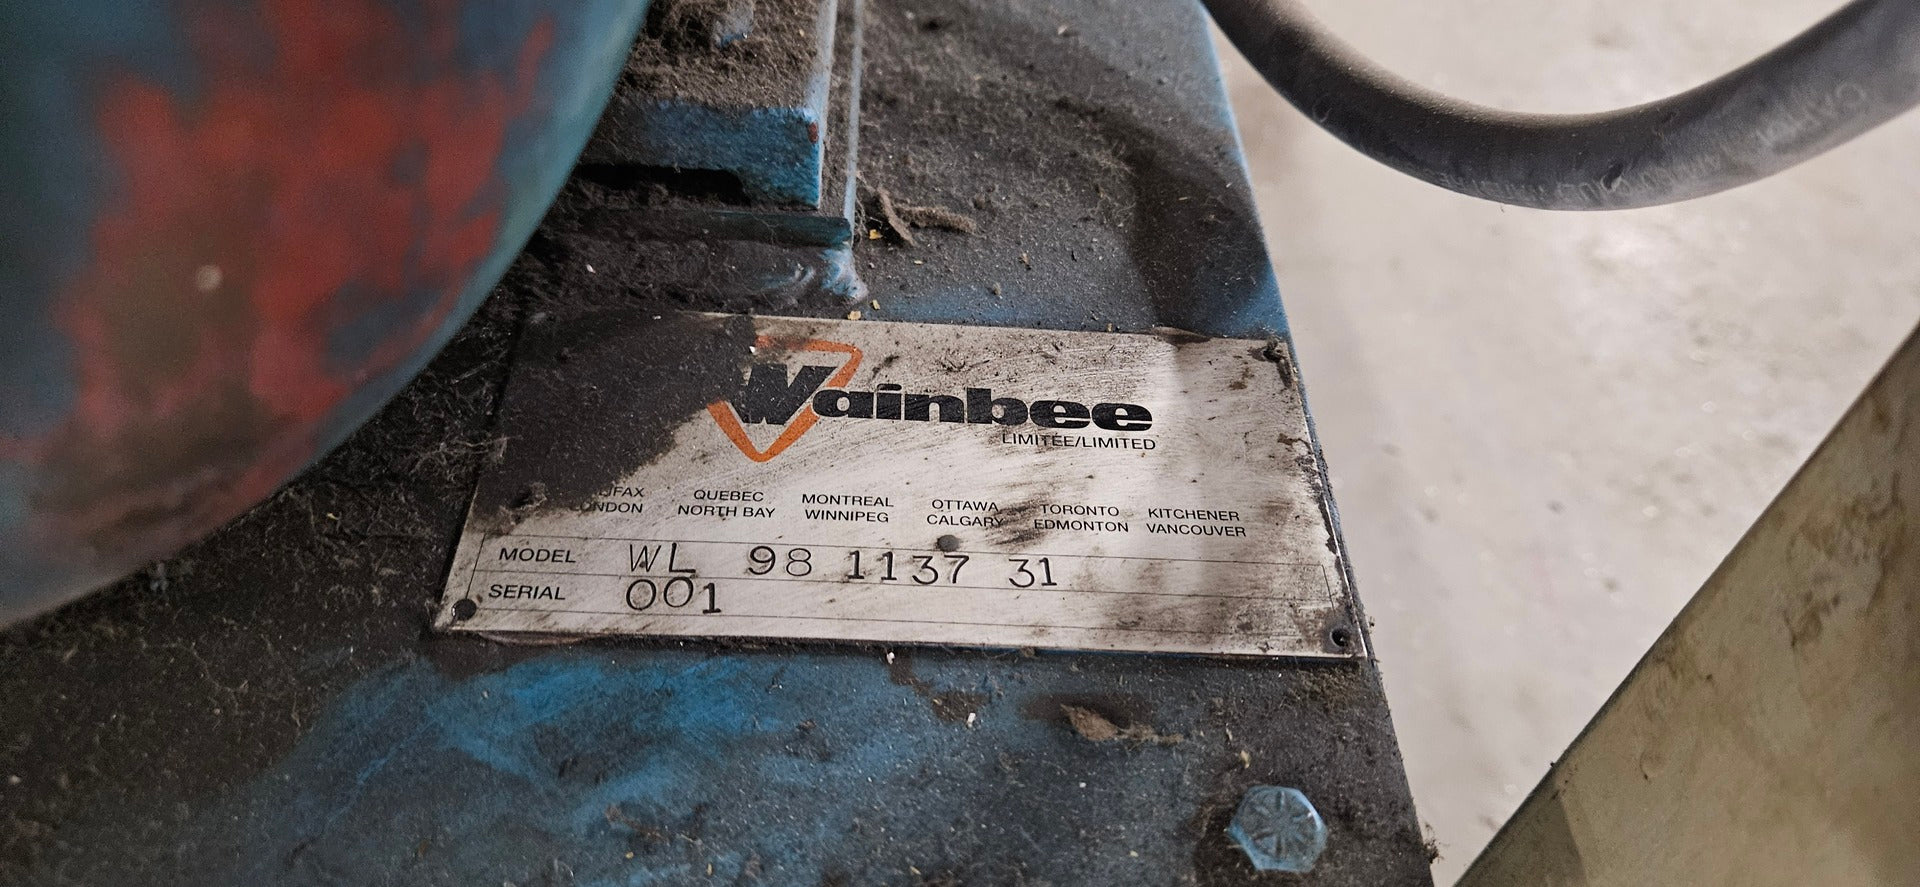 Wainbee
LIMITÉE/LIMITED
QUEBEC MONTREAL OTTAWA TORONTO KITCHENER
NORTH BAY WINNIPEG CALGARY EDMONTON VANCOUVER
MODEL WL 98 1137 31
SERIAL 001